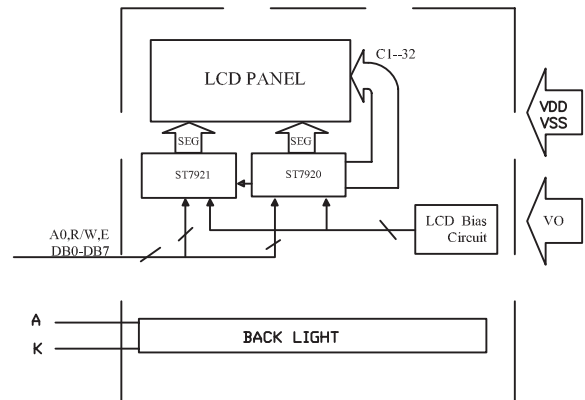 C1--32
LCD PANEL
VDD
VSS
SEG
SEG
ST7921
ST7920
A0,R/W,E
DB0-DB7
LCD Bias
Circuit
VO
A
K
BACK LIGHT